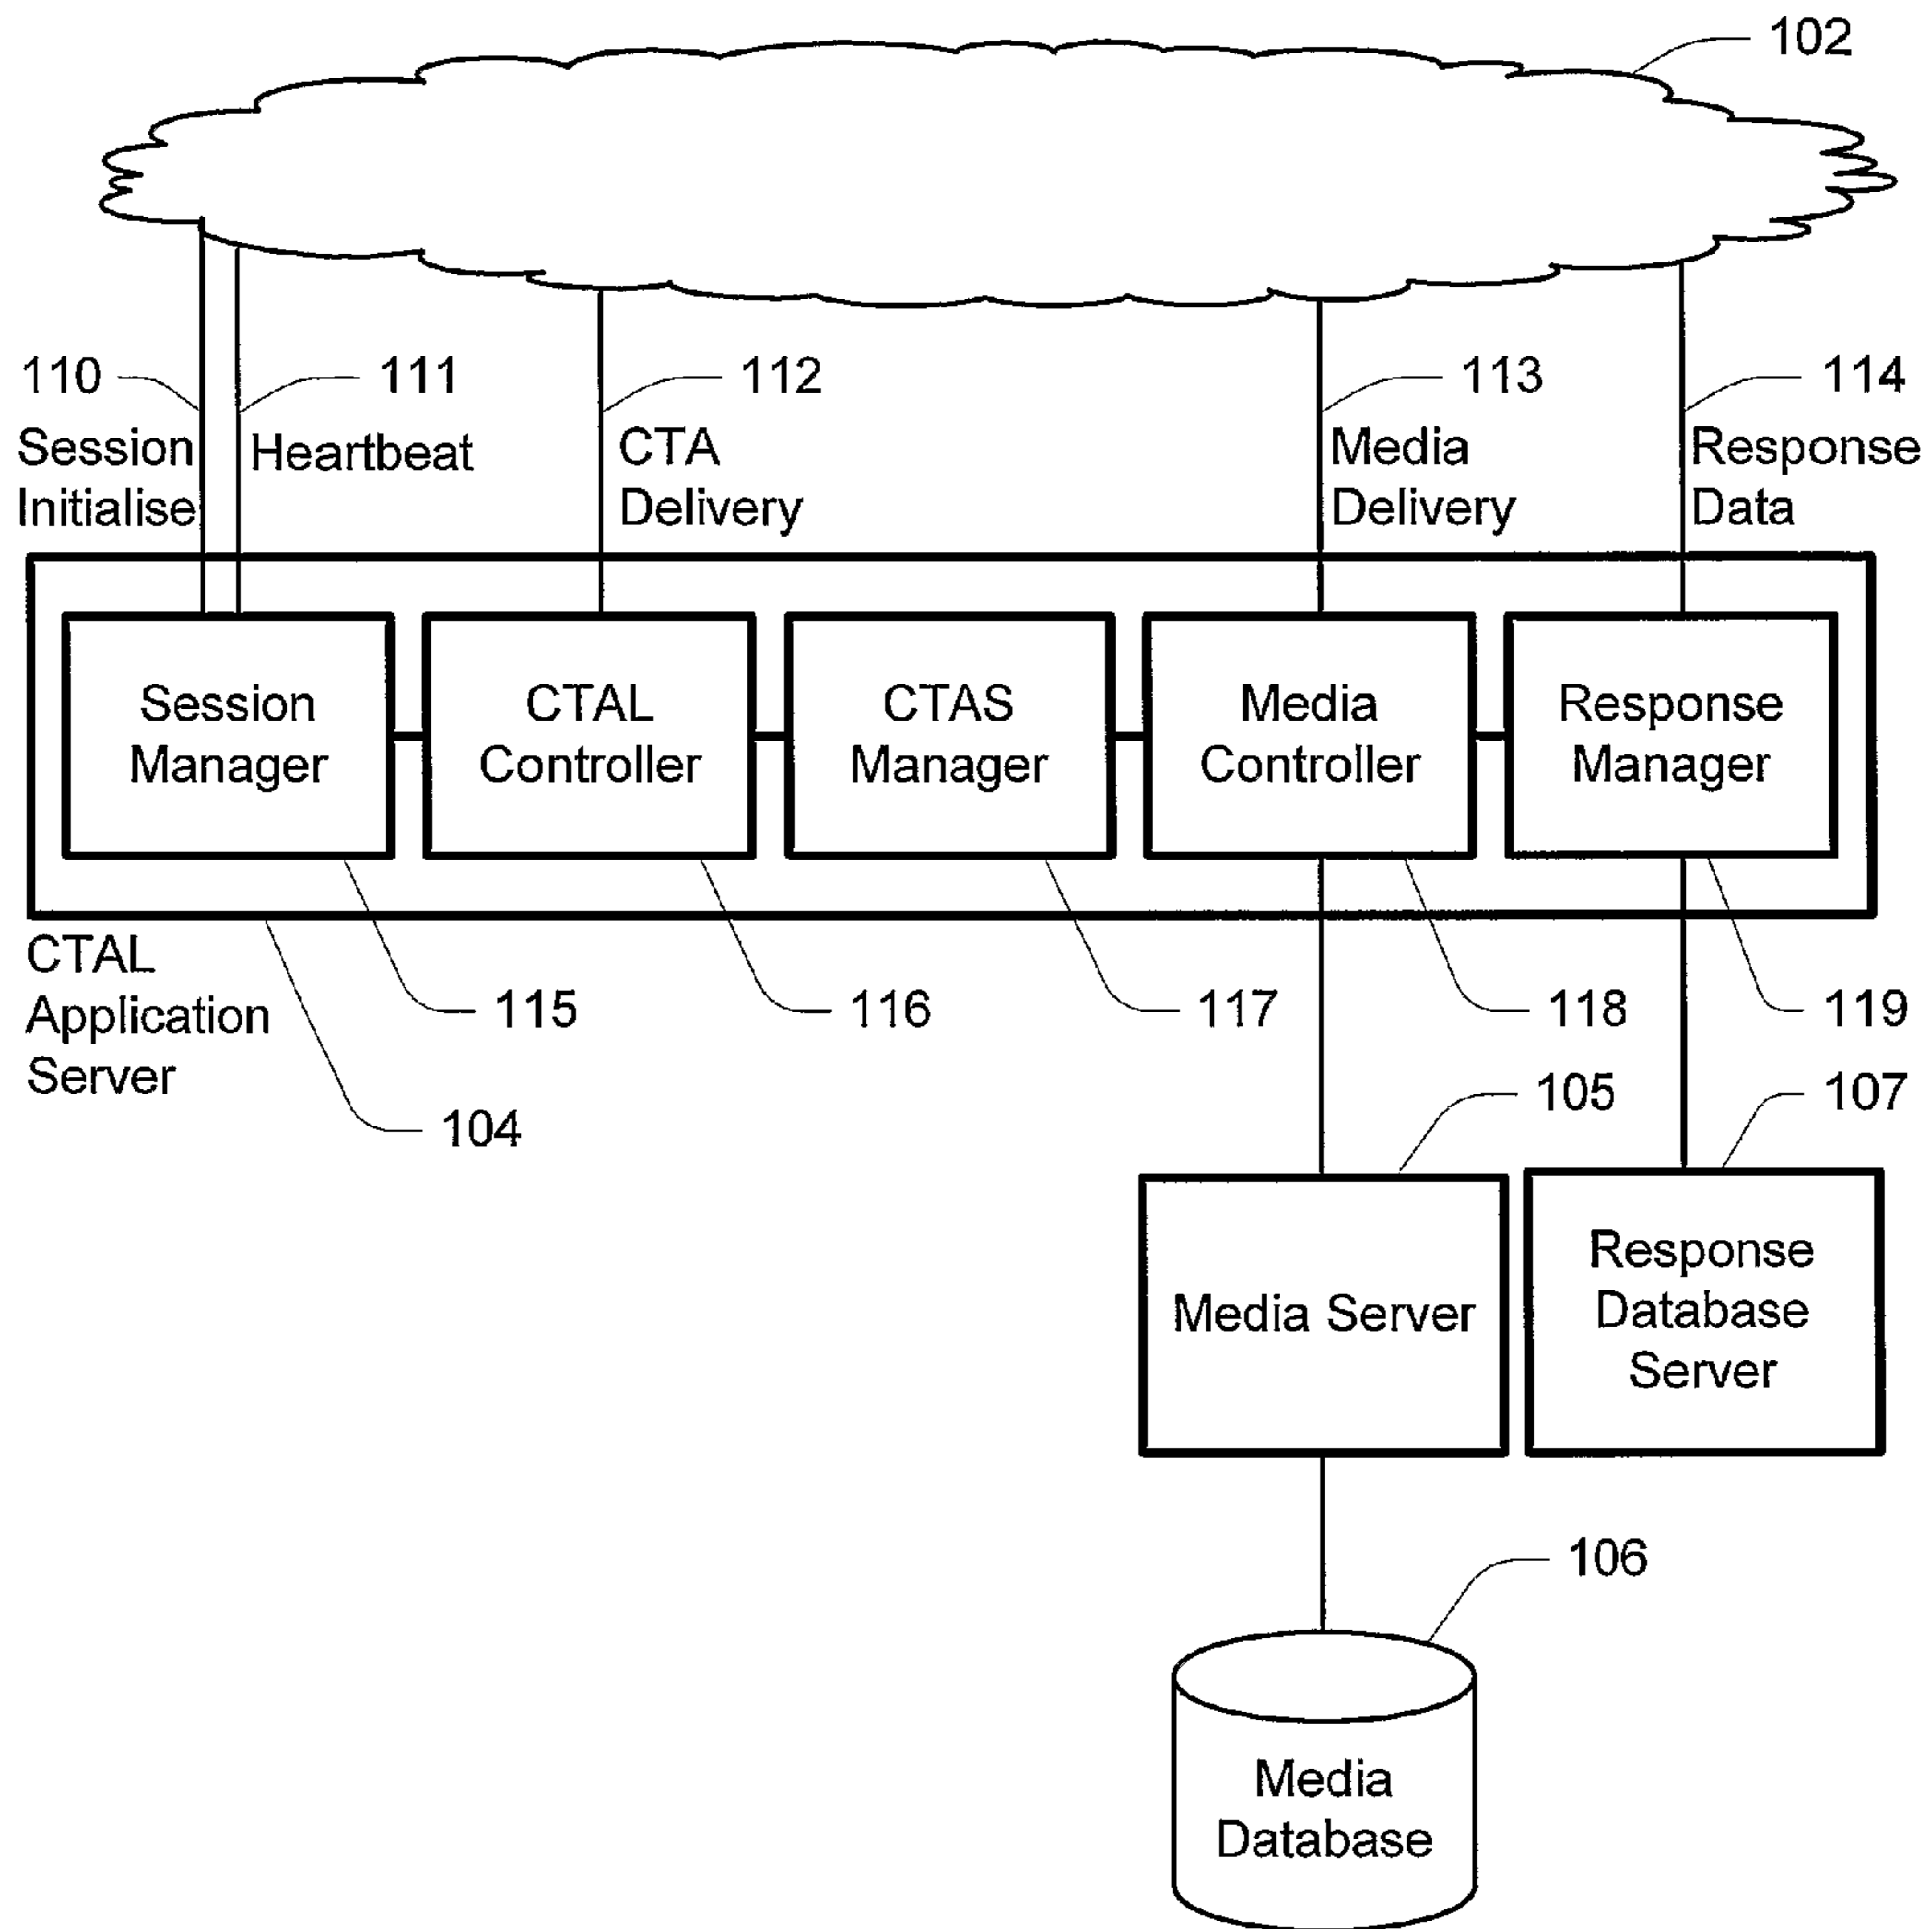 102
110
111
112
113
114
Session
Initialise
Heartbeat
CTA
Delivery
Media
Delivery
Response
Data
Session
Manager
CTAL
Controller
CTAS
Manager
Media
Controller
Response
Manager
CTAL
Application
Server
115
116
117
118
119
104
105
107
Media Server
Response
Database
Server
106
Media
Database